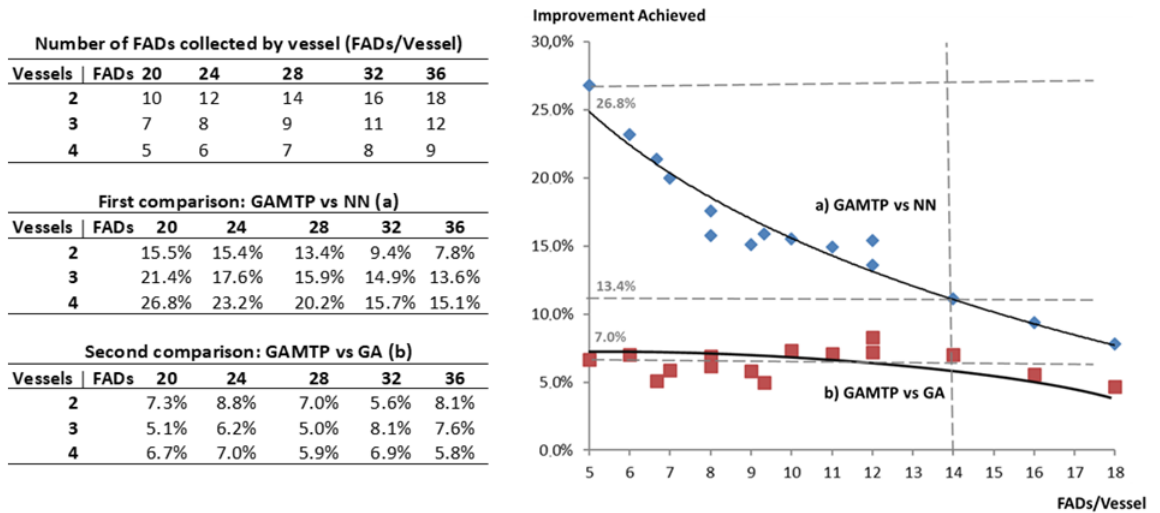 Number of FADs collected by vessel (FADs/Vessel)
Vessels | FADs 20 24 28 32 36
2 10 12 14 16 18
3 7 8 9 11 12
4 5 6 7 8 9
First comparison: GAMTP vs NN (a)
Vessels | FADs 20 24 28 32 36
2 15.5% 15.4% 13.4% 9.4% 7.8%
3 21.4% 17.6% 15.9% 14.9% 13.6%
4 26.8% 23.2% 20.2% 15.7% 15.1%
Second comparison: GAMTP vs GA (b)
Vessels | FADs 20 24 28 32 36
2 7.3% 8.8% 7.0% 5.6% 8.1%
3 5.1% 6.2% 5.0% 8.1% 7.6%
4 6.7% 7.0% 5.9% 6.9% 5.8%
Improvement Achieved
30,0%
25.0%
20.0%
15.0%
10,0%
5,0%
0,0%
26.8%
a) GAMTP vs NN
13.4%
7.0%
b) GAMTP vs GA
5 6 7 8 9 10 11 12 13 14 15 16 17 18
FADs/Vessel